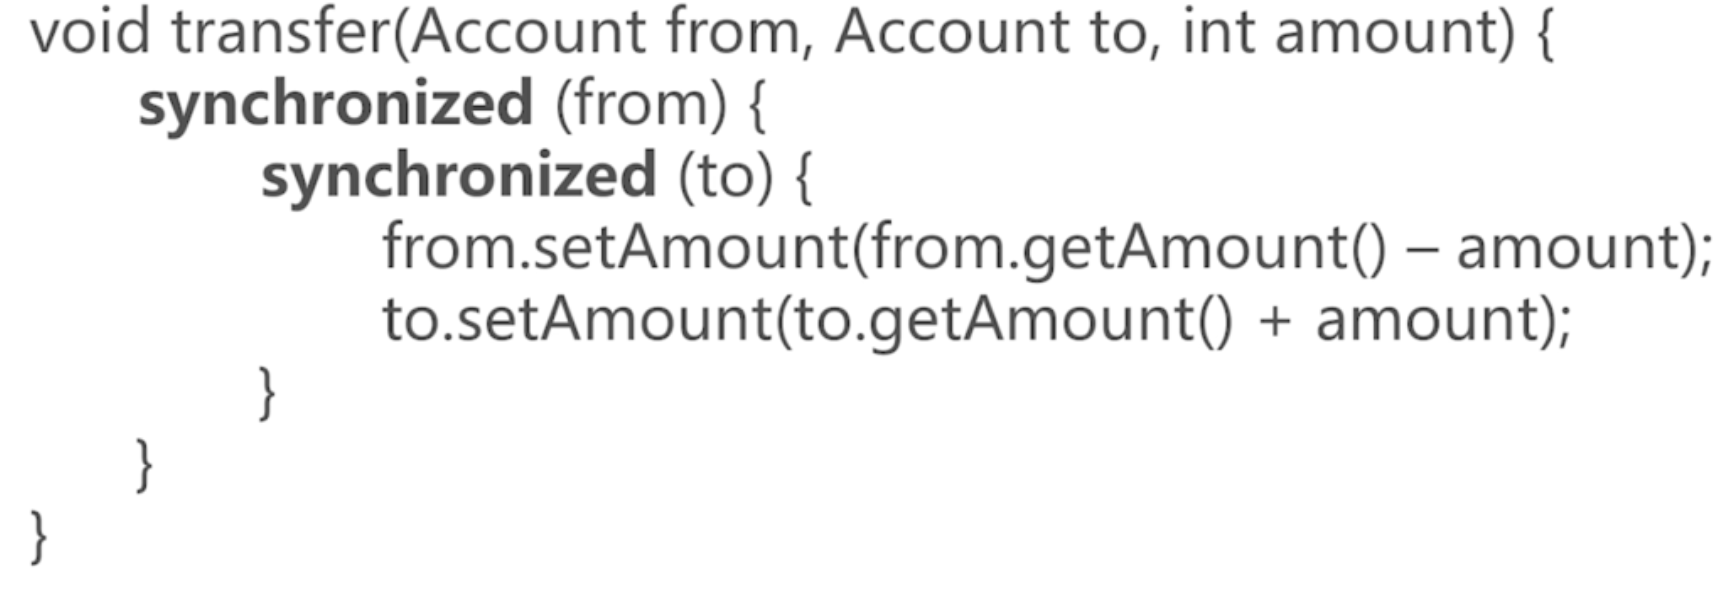 void transfer(Account from, Account to, int amount) {
synchronized (from) {
synchronized (to) {
from.setAmount(from.getAmount() – amount);
to.setAmount(to.getAmount() + amount);
}
}
}